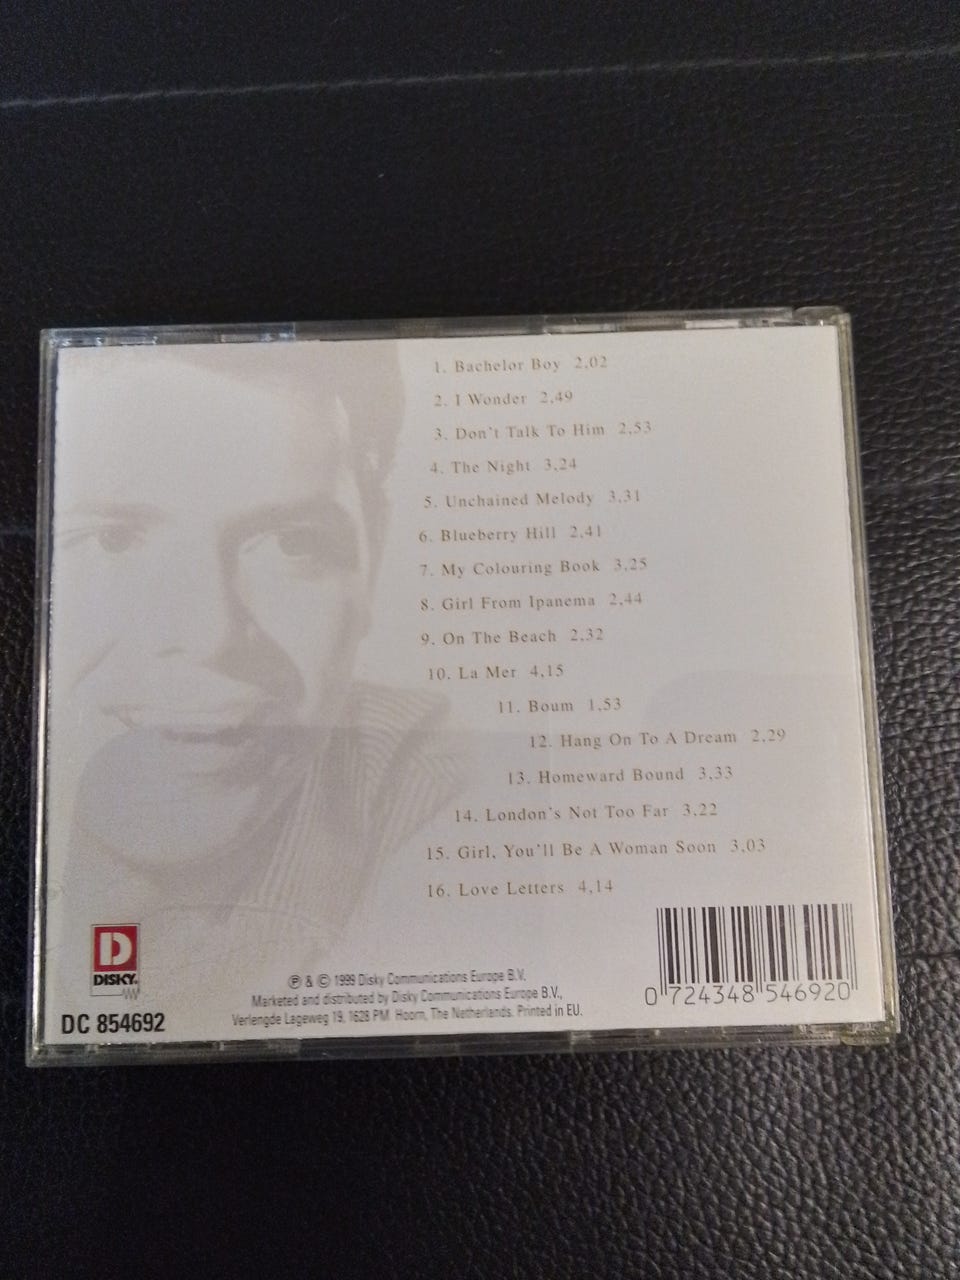 1. Bachelor Boy 2,02
2. I Wonder 2,49
3. Don't Talk To Him 2,53
4. The Night 3,24
5. Unchained Melody 3,31
6. Blueberry Hill 2,41
7. My Colouring Book 3,25
8. Girl From Ipanema 2,44
9. On The Beach 2,32
10. La Mer 4,15
11. Boum 1,53
12. Hang On To A Dream 2,29
13. Homeward Bound 3,33
14. London's Not Too Far 3,22
15. Girl, You'll Be A Woman Soon 3,03
16. Love Letters 4,14
D
DISKY.
DC 854692
℗ & © 1999 Disky Communications Europe B.V.
Marketed and distributed by Disky Communications Europe B.V.,
Verlengde Lageweg 19, 1628 PM Hoorn, The Netherlands. Printed in EU.
0 724348 546920